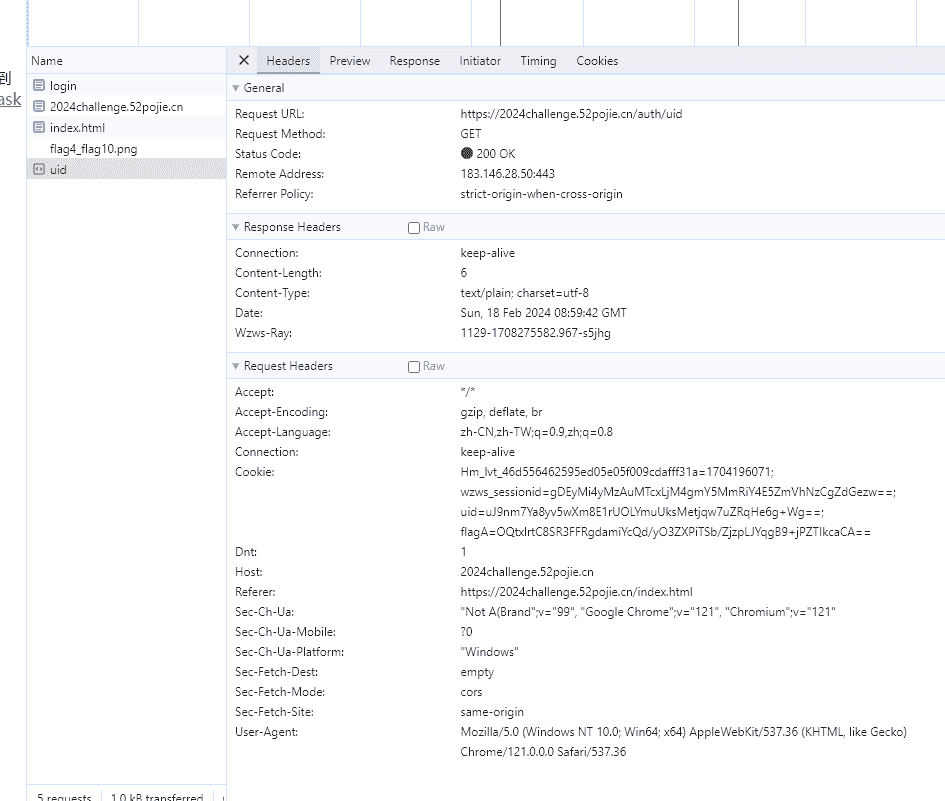 到
ask
Name
login
2024challenge.52pojie.cn
index.html
flag4_flag10.png
uid
5 requests
1.0 kB transferred
Headers
Preview
Response
Initiator
Timing
Cookies
General
Request URL: https://2024challenge.52pojie.cn/auth/uid
Request Method: GET
Status Code: 200 OK
Remote Address: 183.146.28.50:443
Referrer Policy: strict-origin-when-cross-origin
Response Headers Raw
Connection: keep-alive
Content-Length: 6
Content-Type: text/plain; charset=utf-8
Date: Sun, 18 Feb 2024 08:59:42 GMT
Wzws-Ray: 1129-1708275582.967-s5jhg
Request Headers Raw
Accept: */*
Accept-Encoding: gzip, deflate, br
Accept-Language: zh-CN,zh-TW;q=0.9,zh;q=0.8
Connection: keep-alive
Cookie: Hm_lvt_46d556462595ed05e05f009cdafff31a=1704196071;
wzws_sessionid=gDEyMi4yMzAuMTcxLjM4gmY5MmRiY4E5ZmVhNzCgZdGezw==;
uid=uJ9nm7Ya8yv5wXm8E1rUOLYmuUksMetjqw7uZRqHe6g+Wg==;
flagA=OQtxIrtC8SR3FFRgdamiYcQd/yO3ZXPiTSb/ZjzpLJYqgB9+jPZTIkcaCA==
Dnt: 1
Host: 2024challenge.52pojie.cn
Referer: https://2024challenge.52pojie.cn/index.html
Sec-Ch-Ua: "Not A(Brand";v="99", "Google Chrome";v="121", "Chromium";v="121"
Sec-Ch-Ua-Mobile: ?0
Sec-Ch-Ua-Platform: "Windows"
Sec-Fetch-Dest: empty
Sec-Fetch-Mode: cors
Sec-Fetch-Site: same-origin
User-Agent: Mozilla/5.0 (Windows NT 10.0; Win64; x64) AppleWebKit/537.36 (KHTML, like Gecko)
Chrome/121.0.0.0 Safari/537.36